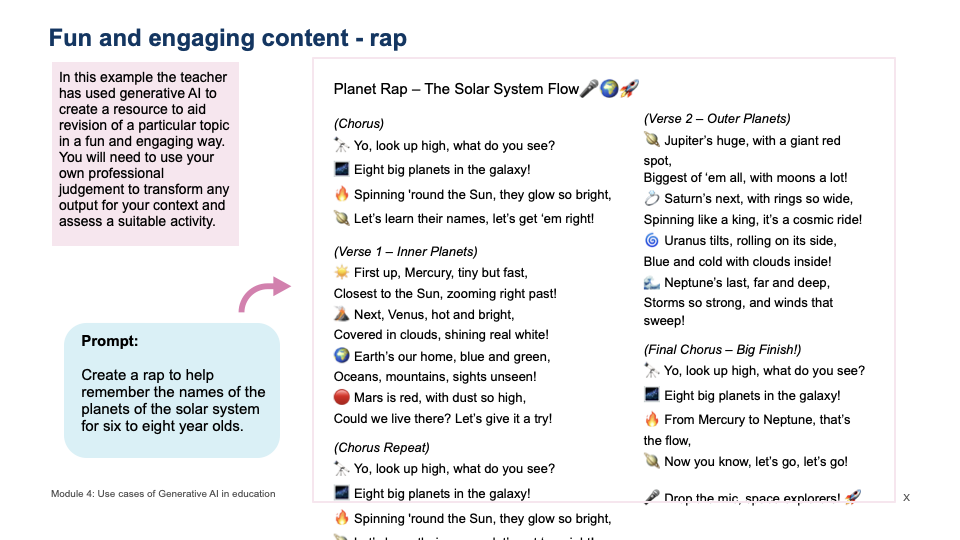 Fun and engaging content - rap
In this example the teacher
has used generative AI to
create a resource to aid
revision of a particular topic
in a fun and engaging way.
You will need to use your
own professional
judgement to transform any
output for your context and
assess a suitable activity.
Prompt:
Create a rap to help
remember the names of the
planets of the solar system
for six to eight year olds.
Planet Rap – The Solar System Flow🎤🌍🚀
(Chorus)
🔭 Yo, look up high, what do you see?
🌌 Eight big planets in the galaxy!
🔥 Spinning 'round the Sun, they glow so bright,
🪐 Let’s learn their names, let’s get ‘em right!
(Verse 1 – Inner Planets)
☀️ First up, Mercury, tiny but fast,
Closest to the Sun, zooming right past!
🌋 Next, Venus, hot and bright,
Covered in clouds, shining real white!
🌍 Earth’s our home, blue and green,
Oceans, mountains, sights unseen!
🔴 Mars is red, with dust so high,
Could we live there? Let’s give it a try!
(Chorus Repeat)
🔭 Yo, look up high, what do you see?
🌌 Eight big planets in the galaxy!
🔥 Spinning 'round the Sun, they glow so bright,
(Verse 2 – Outer Planets)
🪐 Jupiter’s huge, with a giant red
spot,
Biggest of ‘em all, with moons a lot!
💍 Saturn’s next, with rings so wide,
Spinning like a king, it’s a cosmic ride!
🌀 Uranus tilts, rolling on its side,
Blue and cold with clouds inside!
🌊 Neptune’s last, far and deep,
Storms so strong, and winds that
sweep!
(Final Chorus – Big Finish!)
🔭 Yo, look up high, what do you see?
🌌 Eight big planets in the galaxy!
🔥 From Mercury to Neptune, that’s
the flow,
🪐 Now you know, let’s go, let’s go!
🎤 Drop the mic, space explorers! 🚀
Module 4: Use cases of Generative AI in education
X